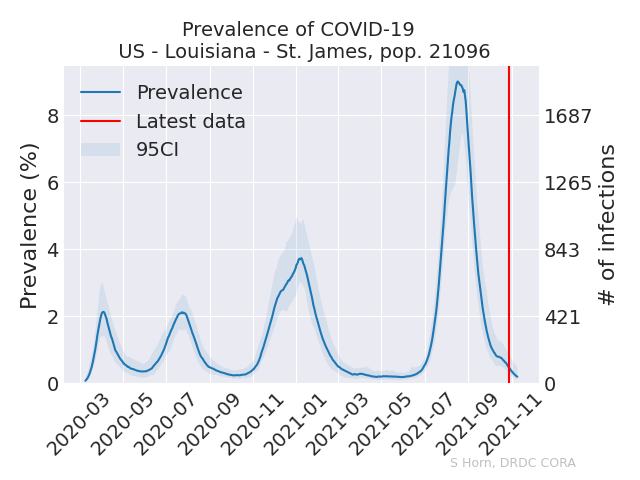 Prevalence of COVID-19
US - Louisiana - St. James, pop. 21096
Prevalence
Latest data
95CI
Prevalence (%)
8
6
4
2
0
1687
1265
843
421
0
# of infections
2020-03
2020-05
2020-07
2020-09
2020-11
2021-01
2021-03
2021-05
2021-07
2021-09
2021-11
S Horn, DRDC CORA